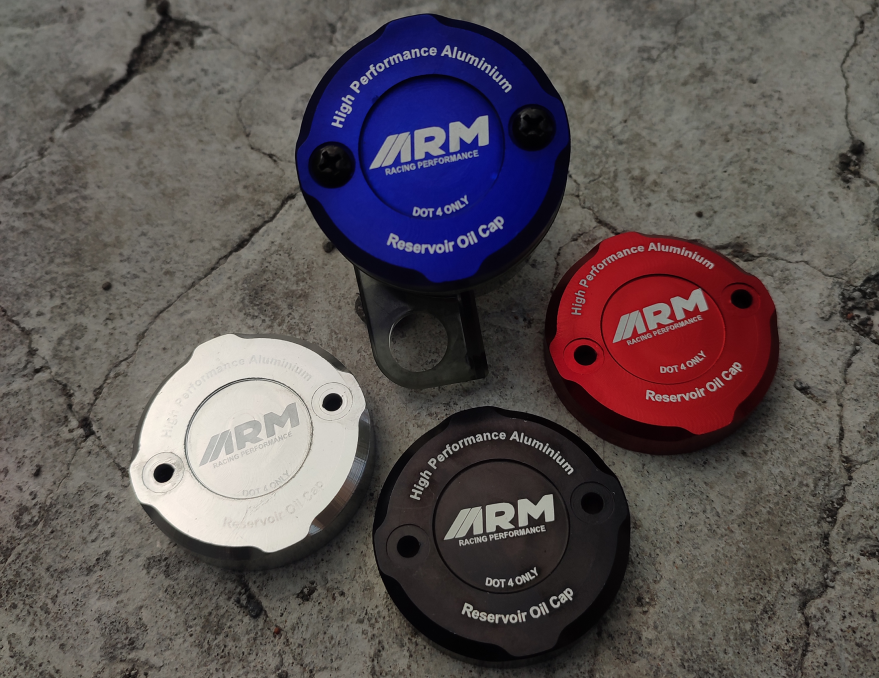 High Performance Aluminium
ARM
RACING PERFORMANCE
DOT 4 ONLY
Reservoir Oil Cap
High Performance Aluminium
ARM
RACING PERFORMANCE
DOT 4 ONLY
Reservoir Oil Cap
High Performance Aluminium
ARM
RACING PERFORMANCE
DOT 4 ONLY
Reservoir Oil Cap
High Performance Aluminium
ARM
RACING PERFORMANCE
DOT 4 ONLY
Reservoir Oil Cap